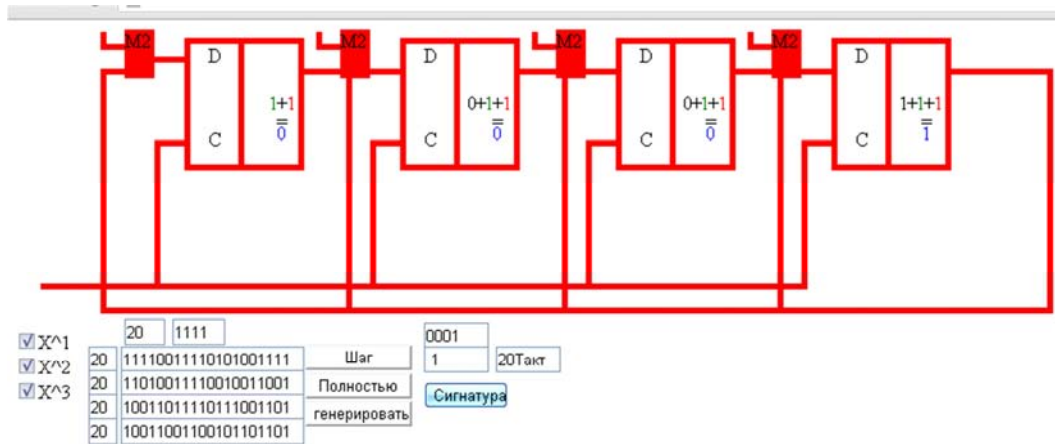 M2 M2 M2 M2
D D D D
1+1 0+1+1 0+1+1 1+1+1
= = = =
0 0 0 1
C C C C
X^1
X^2
X^3
20 1111
20 11110011110101001111
20 11010011110010011001
20 10011011110111001101
20 10011001100101101101
Шаг
Полностью
генерировать
0001
1 20Такт
Сигнатура